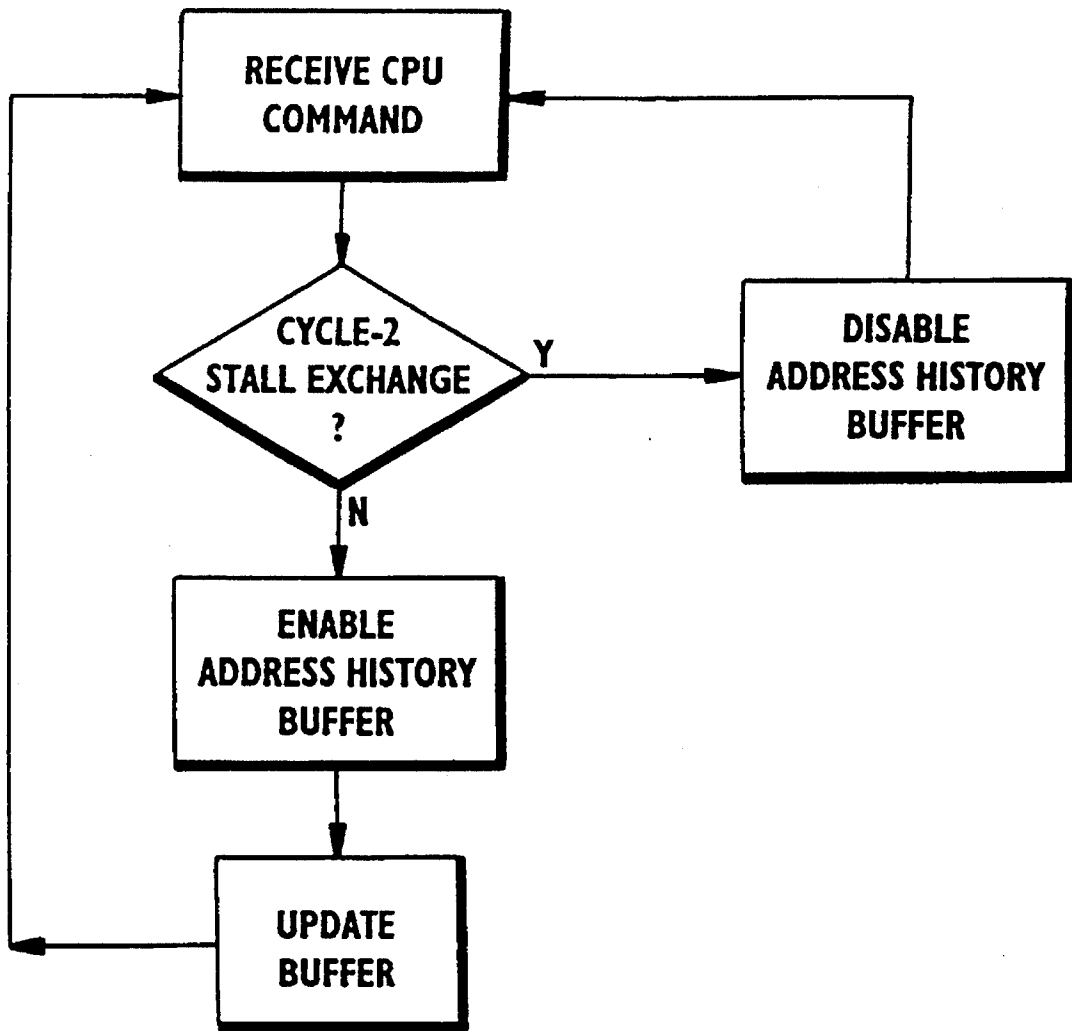 RECEIVE CPU
COMMAND
CYCLE-2
STALL EXCHANGE
?
Y
DISABLE
ADDRESS HISTORY
BUFFER
N
ENABLE
ADDRESS HISTORY
BUFFER
UPDATE
BUFFER